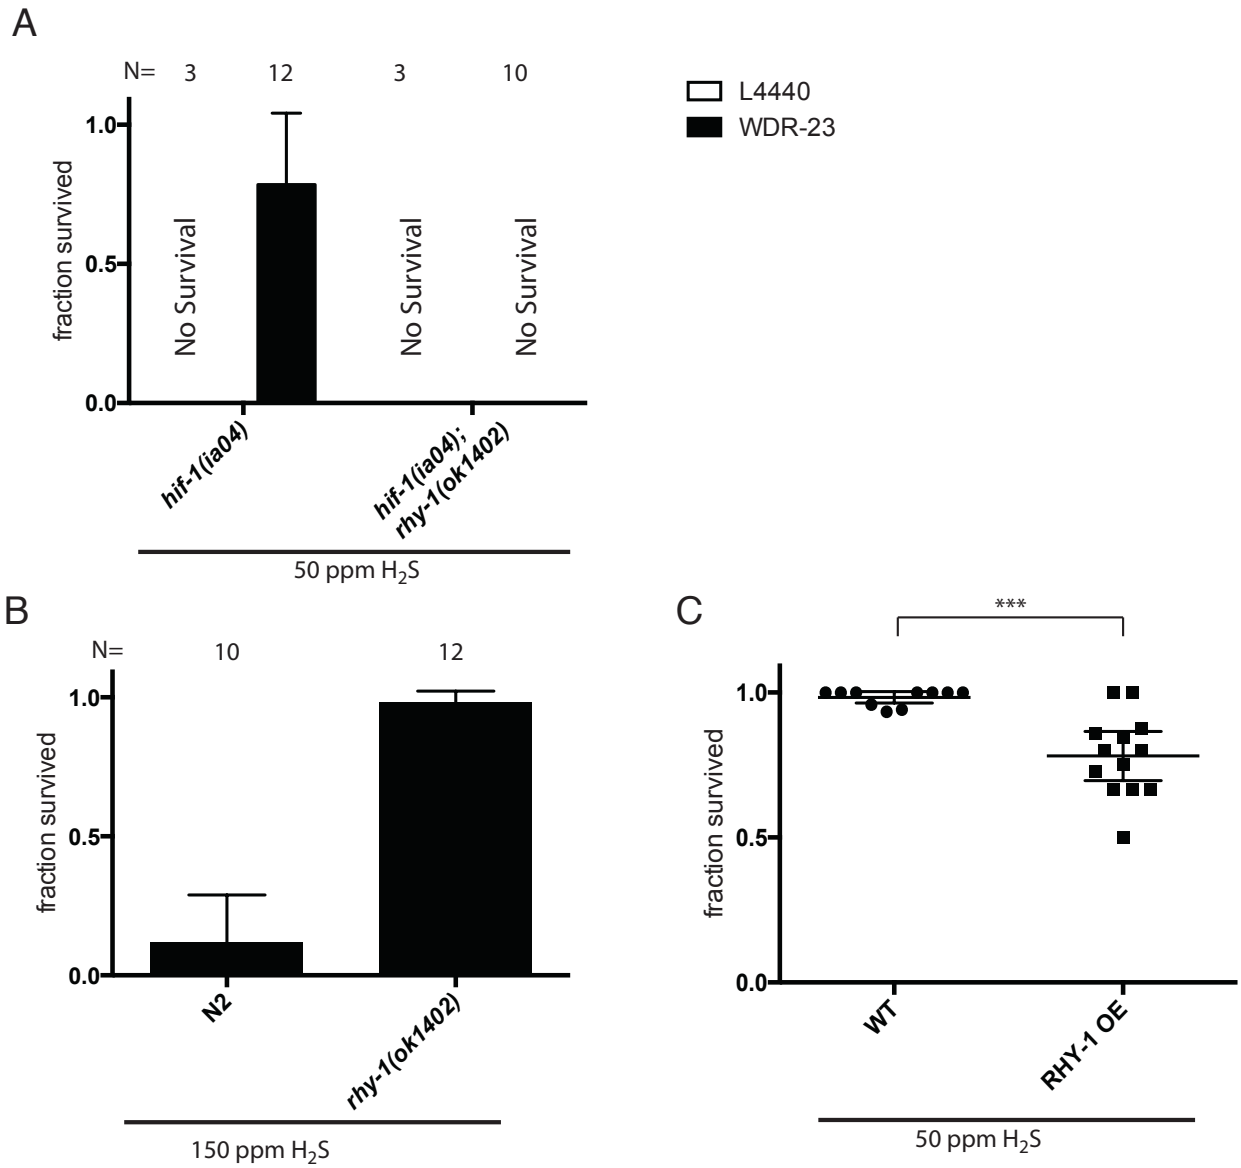 A
N= 3 12 3 10
L4440
WDR-23
1.0
0.5
0.0
fraction survived
No Survival
No Survival
No Survival
hif-1(ia04)
hif-1(ia04);
rhy-1(ok1402)
50 ppm H₂S
B
N= 10 12
1.0
0.5
0.0
fraction survived
N2
rhy-1(ok1402)
150 ppm H₂S
C
***
1.0
0.5
0.0
fraction survived
WT
RHY-1 OE
50 ppm H₂S